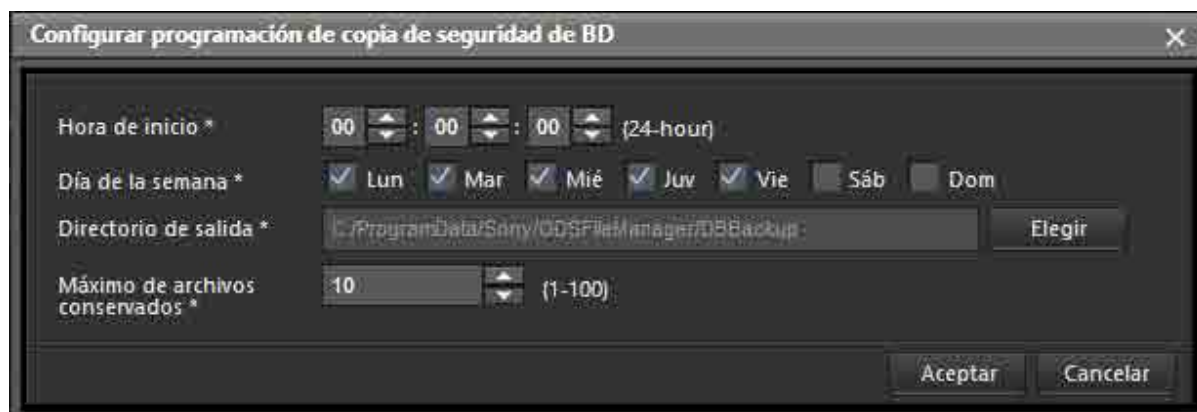 Configurar programación de copia de seguridad de BD
Hora de inicio * 00 : 00 : 00 (24-hour)
Día de la semana * Lun Mar Mié Juv Vie Sáb Dom
Directorio de salida * C:/ProgramData/Sony/ODSFileManager/DBBackup Elegir
Máximo de archivos
conservados * 10 (1-100)
Aceptar Cancelar